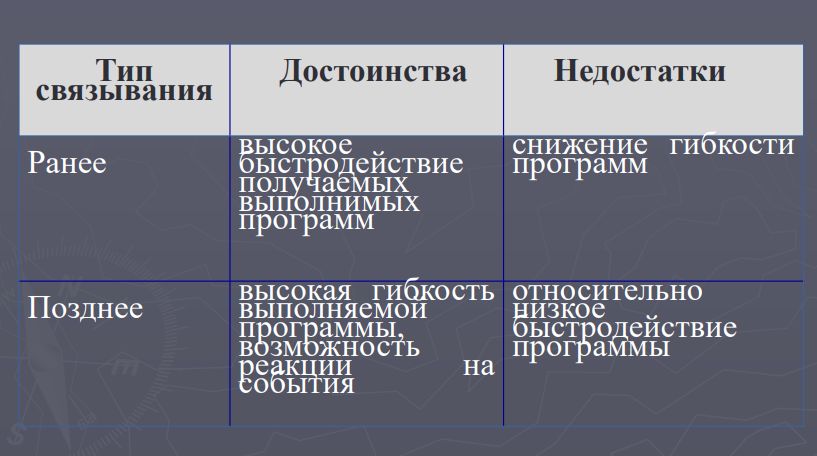 Тип
связывания
Достоинства
Недостатки
Ранее
высокое
быстродействие
получаемых
выполнимых
программ
снижение гибкости
программ
Позднее
высокая гибкость
выполняемой
программы,
возможность
реакции на
события
относительно
низкое
быстродействие
программы
N
E
S